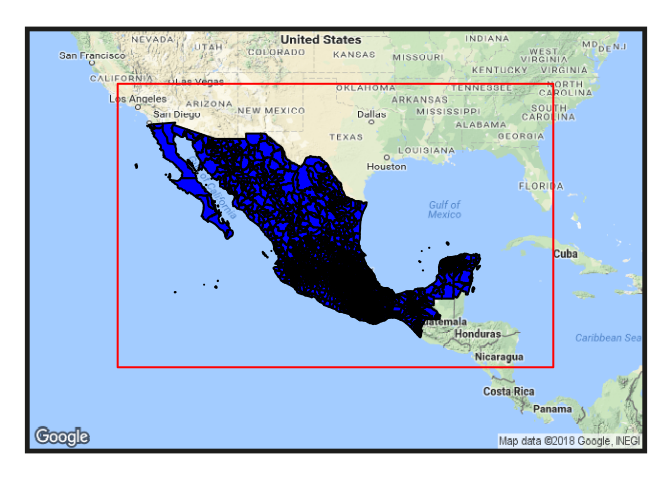 United States
NEVADA
UTAH
COLORADO
KANSAS
MISSOURI
INDIANA
WEST
VIRGINIA
MD
DE
NJ
San Francisco
KENTUCKY
VIRGINIA
CALIFORNIA
Las Vegas
OKLAHOMA
TENNESSEE
NORTH
CAROLINA
Los Angeles
ARIZONA
NEW MEXICO
ARKANSAS
San Diego
Dallas
MISSISSIPPI
SOUTH
CAROLINA
ALABAMA
TEXAS
GEORGIA
LOUISIANA
Houston
FLORIDA
Gulf of
Mexico
Cuba
Honduras
Caribbean Sea
Nicaragua
Costa Rica
Panama
Google
Map data ©2018 Google, INEGI